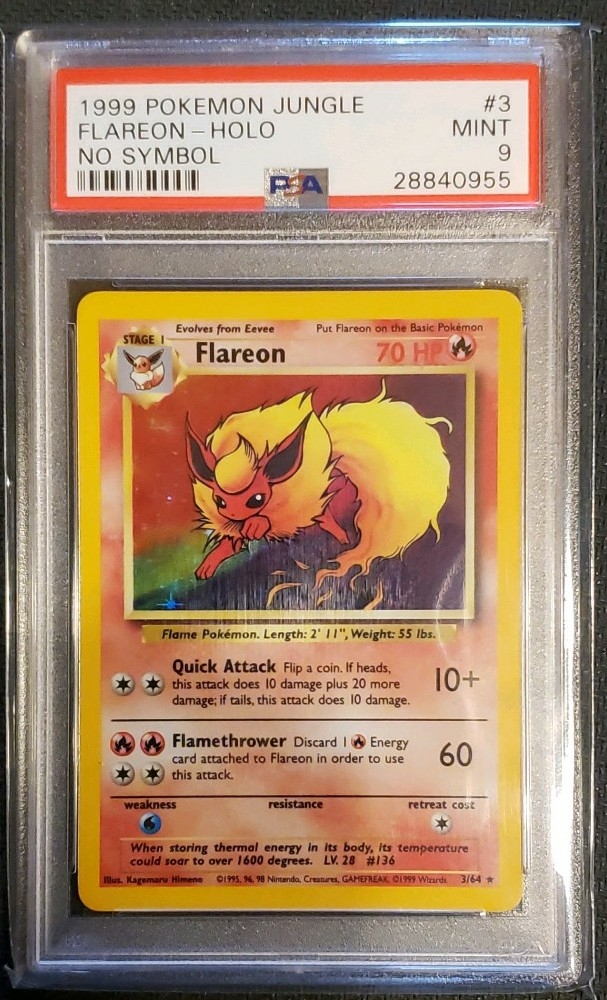 1999 POKEMON JUNGLE #3
FLAREON - HOLO MINT
NO SYMBOL 9
PSA 28840955
Evolves from Eevee Put Flareon on the Basic Pokémon
STAGE 1
Flareon 70 HP
Flame Pokémon. Length: 2' 11", Weight: 55 lbs.
Quick Attack Flip a coin. If heads,
this attack does 10 damage plus 20 more
damage; if tails, this attack does 10 damage.
10+
Flamethrower Discard 1 Energy
card attached to Flareon in order to use
this attack.
60
weakness resistance retreat cost
When storing thermal energy in its body, its temperature
could soar to over 1600 degrees. LV. 28 #136
Illus. Kagemaru Himeno ©1995, 96, 98 Nintendo, Creatures, GAMEFREAK. ©1999 Wizards. 3/64 ★